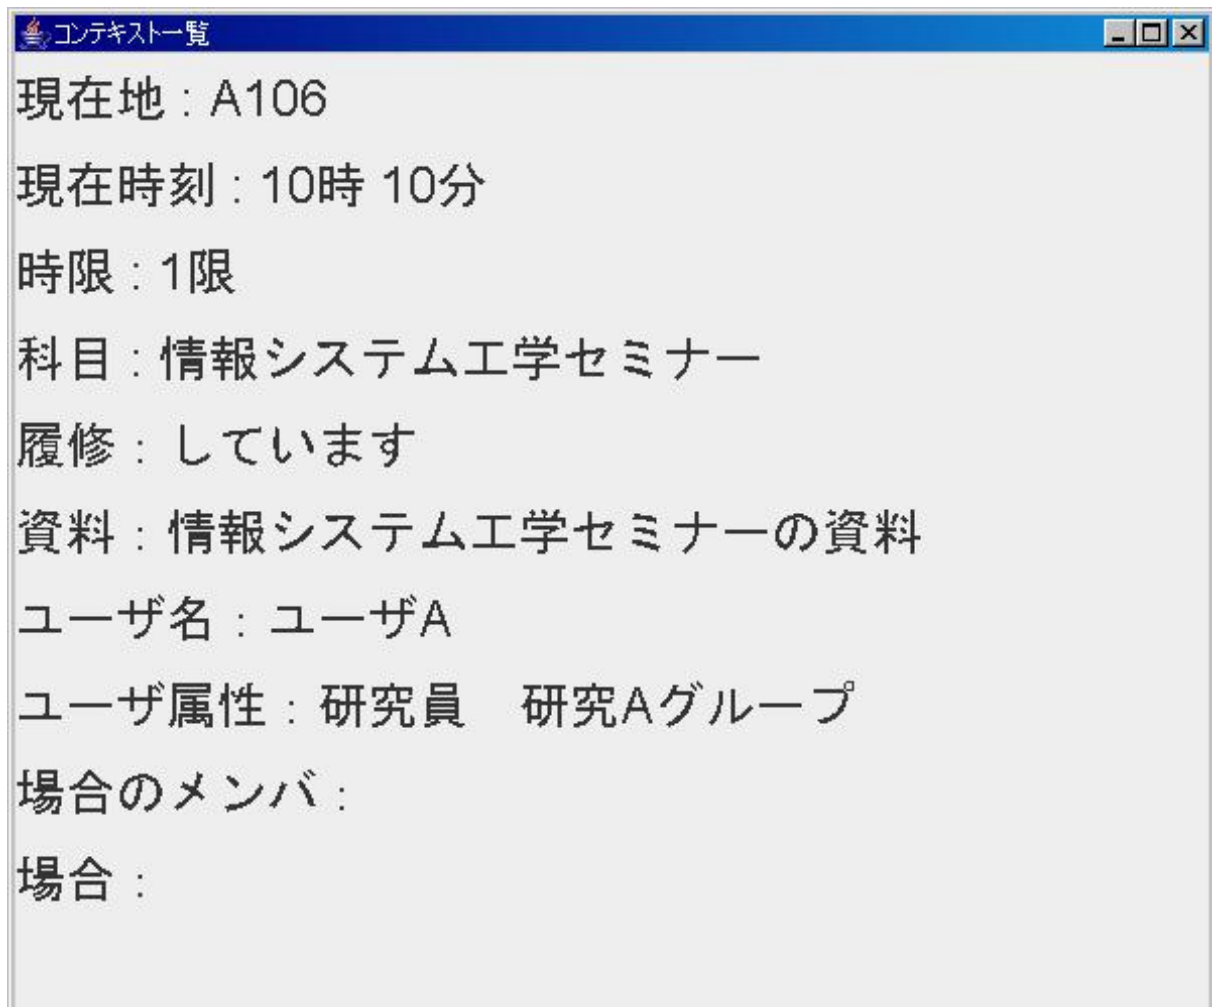 コンテキスト一覧
現在地 : A106
現在時刻 : 10時 10分
時限 : 1限
科目 : 情報システム工学セミナー
履修 : しています
資料 : 情報システム工学セミナーの資料
ユーザ名 : ユーザA
ユーザ属性 : 研究員　研究Aグループ
場合のメンバ :
場合 :